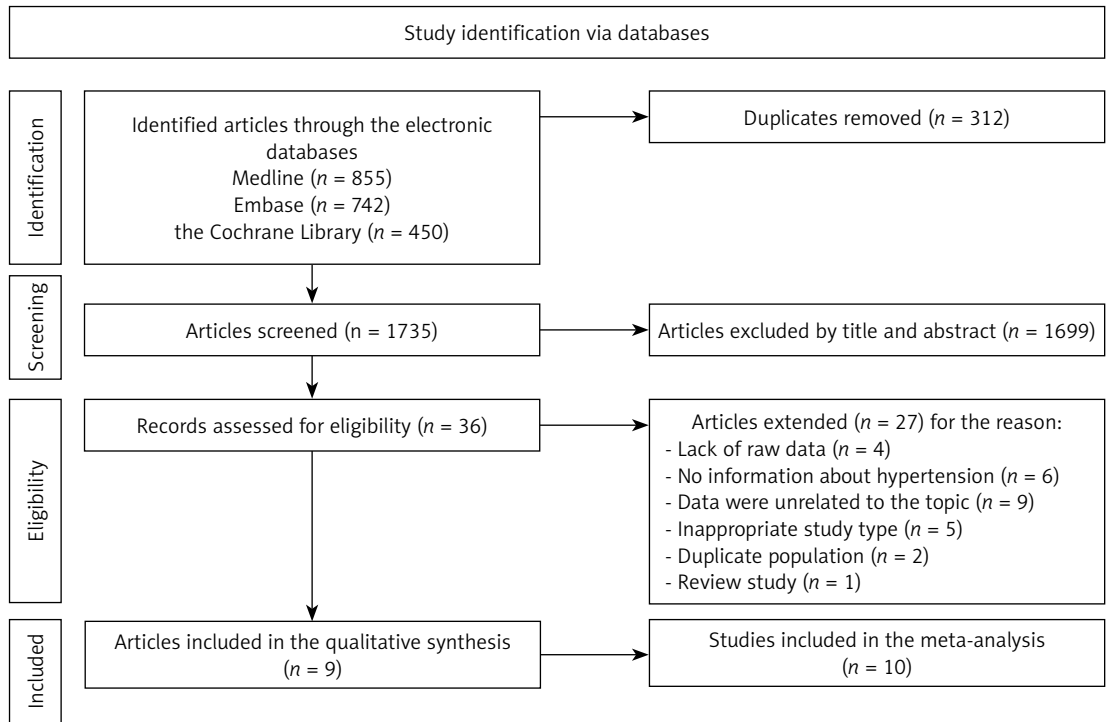 Study identification via databases
Identification
Identified articles through the electronic
databases
Medline (n = 855)
Embase (n = 742)
the Cochrane Library (n = 450)
Duplicates removed (n = 312)
Screening
Articles screened (n = 1735)
Articles excluded by title and abstract (n = 1699)
Eligibility
Records assessed for eligibility (n = 36)
Articles extended (n = 27) for the reason:
- Lack of raw data (n = 4)
- No information about hypertension (n = 6)
- Data were unrelated to the topic (n = 9)
- Inappropriate study type (n = 5)
- Duplicate population (n = 2)
- Review study (n = 1)
Included
Articles included in the qualitative synthesis
(n = 9)
Studies included in the meta-analysis
(n = 10)